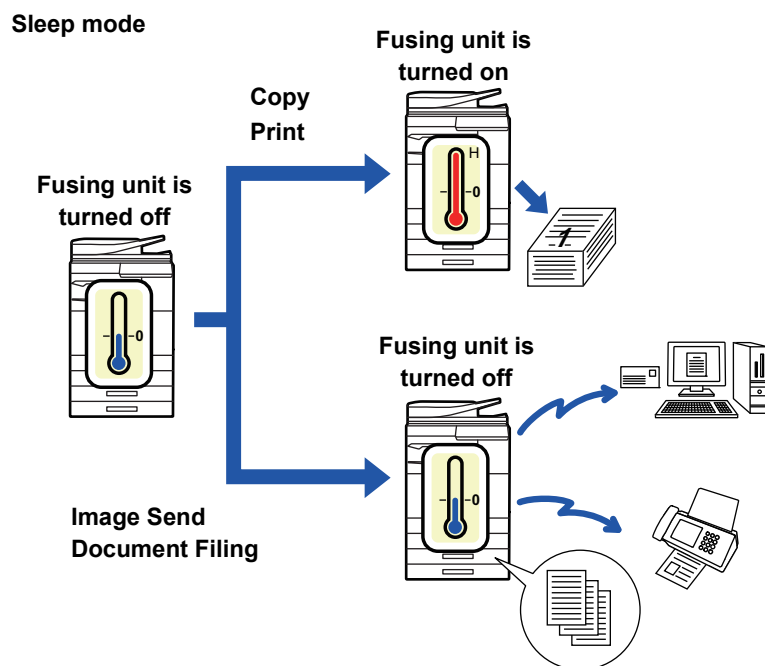 Sleep mode
Fusing unit is
turned on
Copy
Print
H
0
1
Fusing unit is
turned off
0
Fusing unit is
turned off
0
Image Send
Document Filing